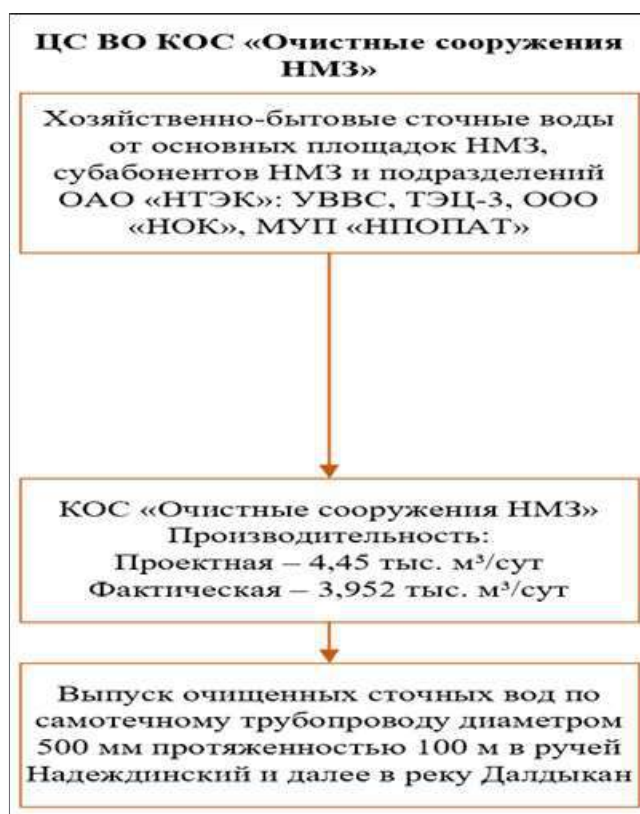 ЦС ВО КОС «Очистные сооружения
НМЗ»
Хозяйственно-бытовые сточные воды
от основных площадок НМЗ,
субабонентов НМЗ и подразделений
ОАО «НТЭК»: УВВС, ТЭЦ-3, ООО
«НОК», МУП «НПОПАТ»
КОС «Очистные сооружения НМЗ»
Производительность:
Проектная – 4,45 тыс. м³/сут
Фактическая – 3,952 тыс. м³/сут
Выпуск очищенных сточных вод по
самотечному трубопроводу диаметром
500 мм протяженностью 100 м в ручей
Надеждинский и далее в реку Далдыкан